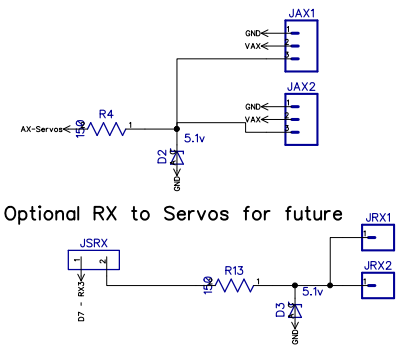 JAX1
GND 1
VAX 2
3
R4
JAX2
AX-Servos 150 1
GND 1
VAX 2
3
5.1v
D2
GND
Optional RX to Servos for future
JRX1
JSRX
1
1 2
R13
JRX2
D7 - RX3
150 1
1
5.1v
D3
GND